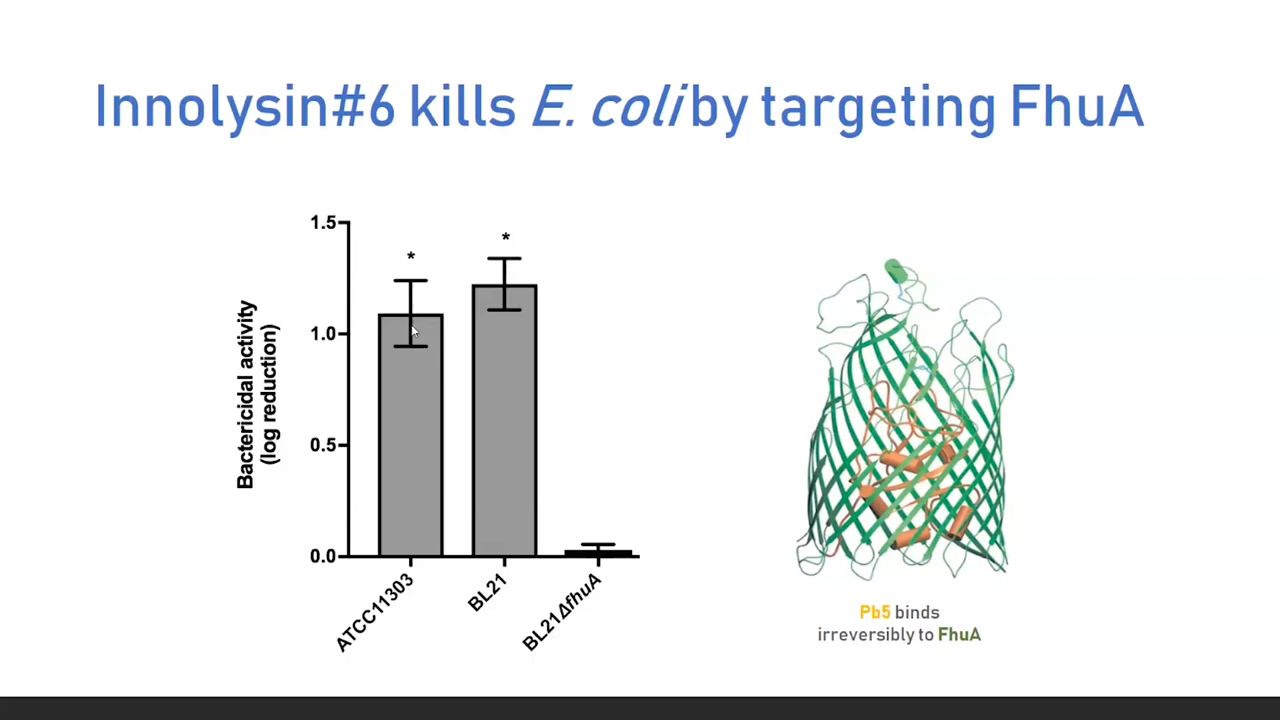 Innolysin#6 kills E. coli by targeting FhuA
1.5
1.0
0.5
0.0
Bactericidal activity
(log reduction)
*
*
ATCC11303
BL21
BL21ΔfhuA
Pb5 binds
irreversibly to FhuA